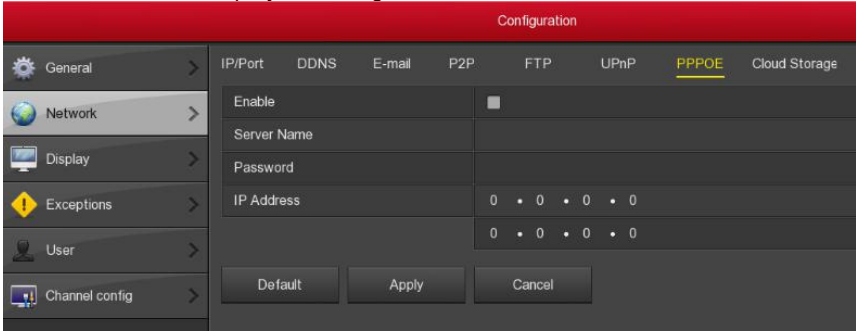 Configuration
General
IP/Port DDNS E-mail P2P FTP UPnP PPPOE Cloud Storage
Network
Enable
Server Name
Display
Password
Exceptions
IP Address 0 • 0 • 0 • 0
0 • 0 • 0 • 0
User
Channel config
Default Apply Cancel